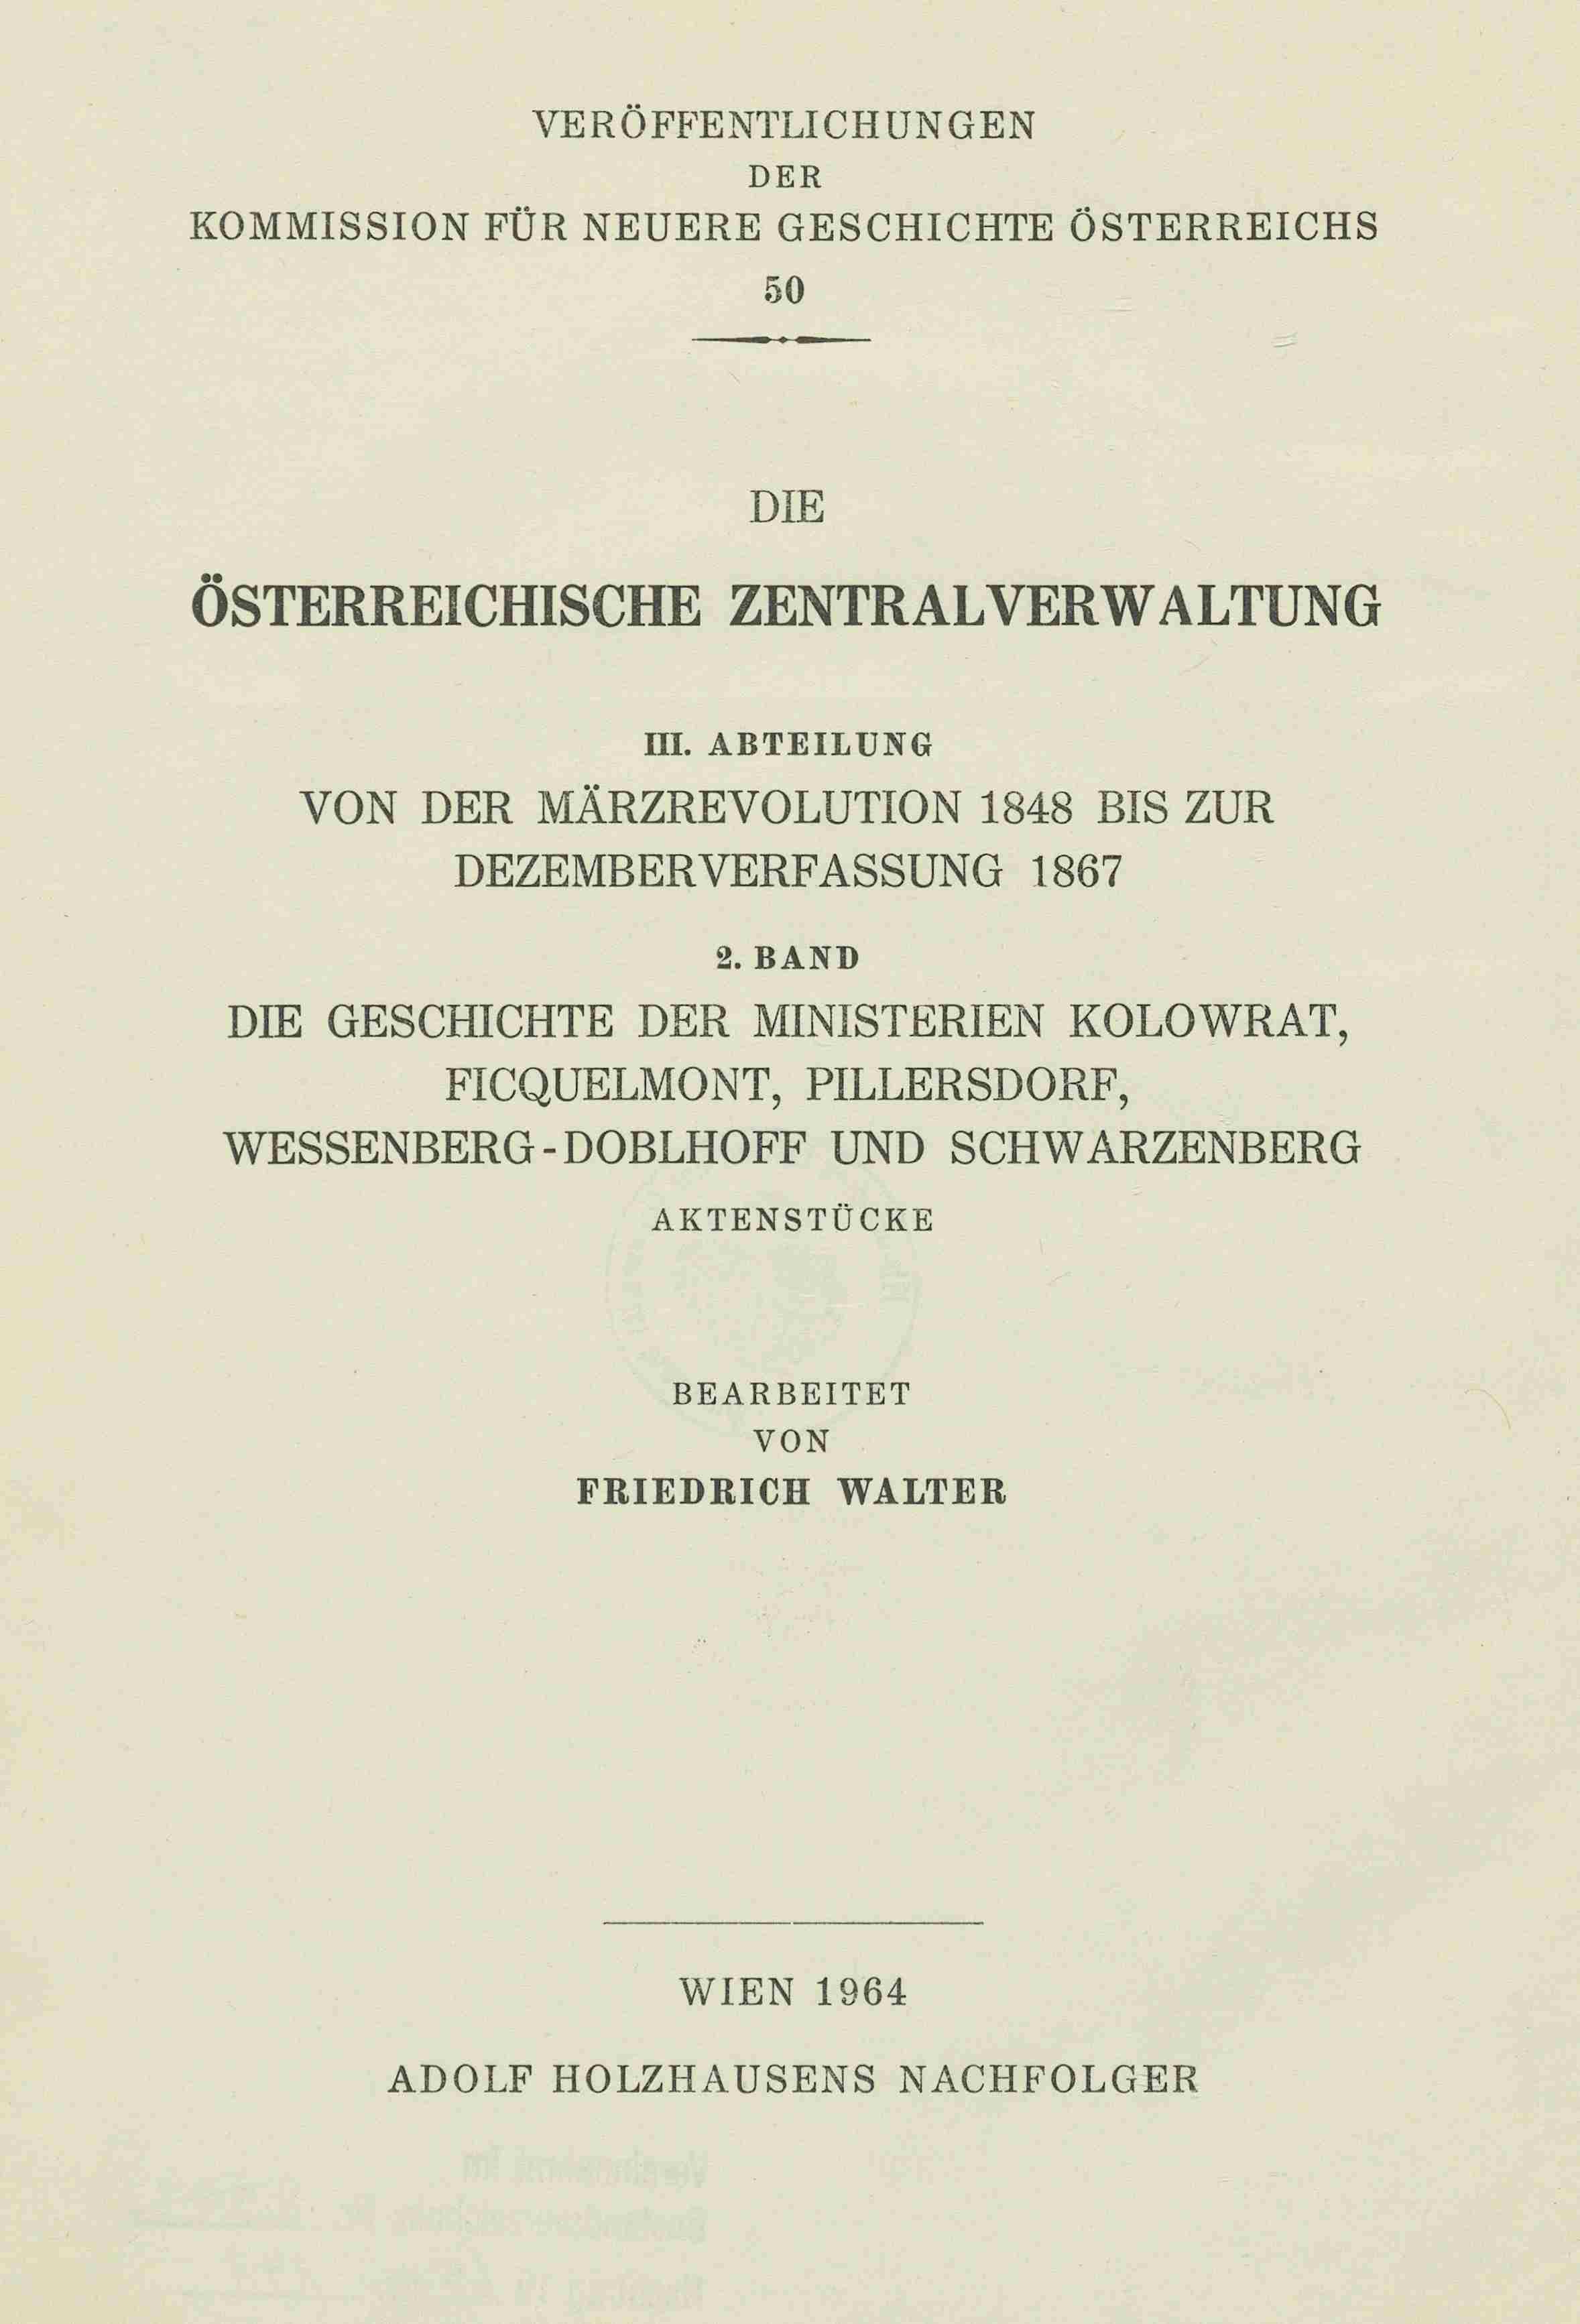 VERÖFFENTLICHUNGEN
DER
KOMMISSION FÜR NEUERE GESCHICHTE ÖSTERREICHS
50
DIE
ÖSTERREICHISCHE ZENTRALVERWALTUNG
III. ABTEILUNG
VON DER MÄRZREVOLUTION 1848 BIS ZUR
DEZEMBERVERFASSUNG 1867
2. BAND
DIE GESCHICHTE DER MINISTERIEN KOLOWRAT,
FICQUELMONT, PILLERSDORF,
WESSENBERG-DOBLHOFF UND SCHWARZENBERG
AKTENSTÜCKE
BEARBEITET
VON
FRIEDRICH WALTER
WIEN 1964
ADOLF HOLZHAUSENS NACHFOLGER